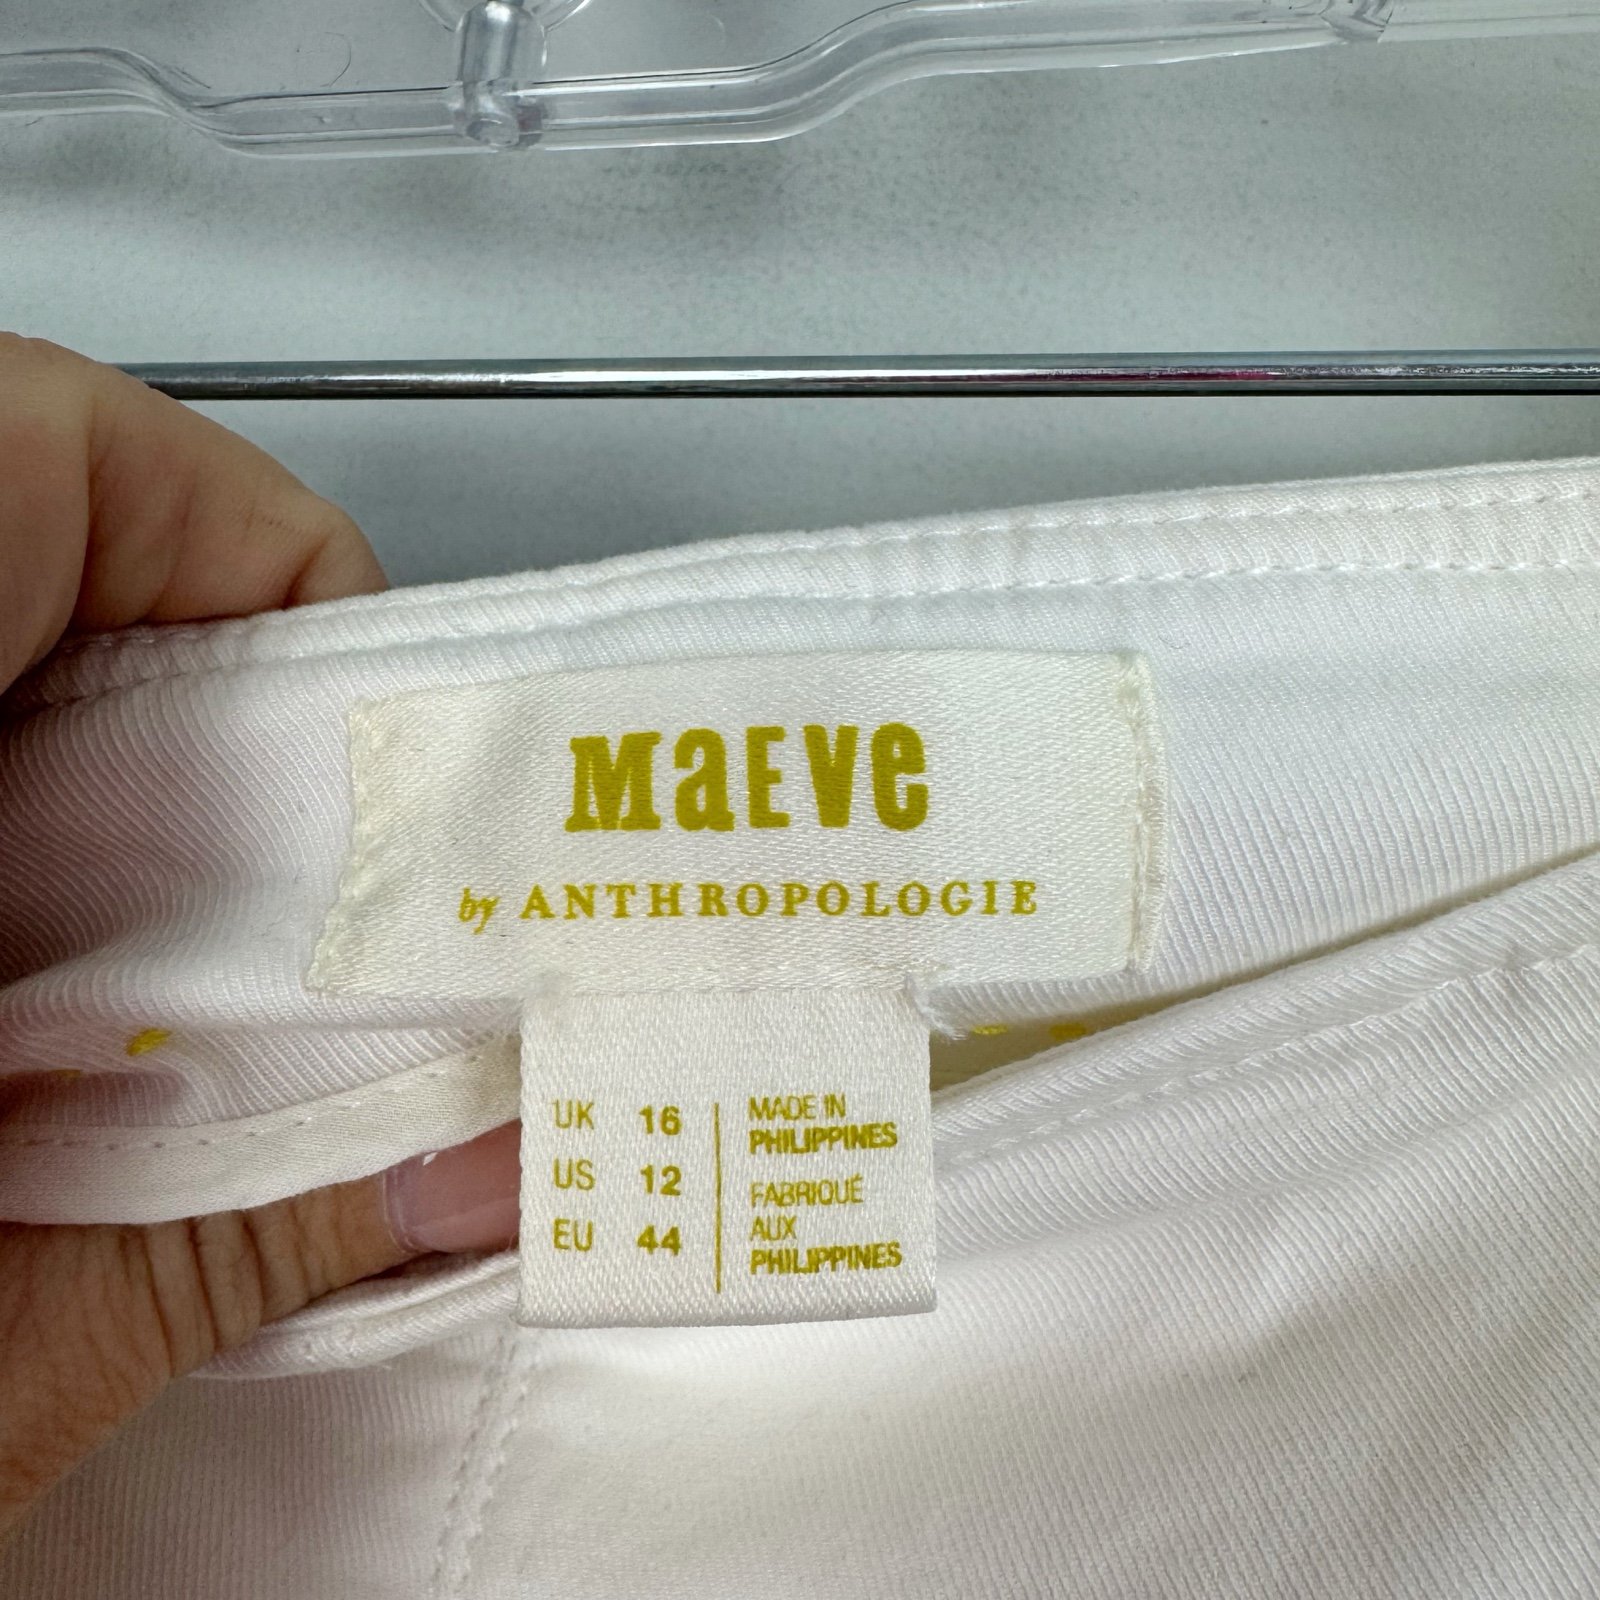 MaEVe
by ANTHROPOLOGIE
UK 16
US 12
EU 44
MADE IN
PHILIPPINES
FABRIQUÉ
AUX
PHILIPPINES